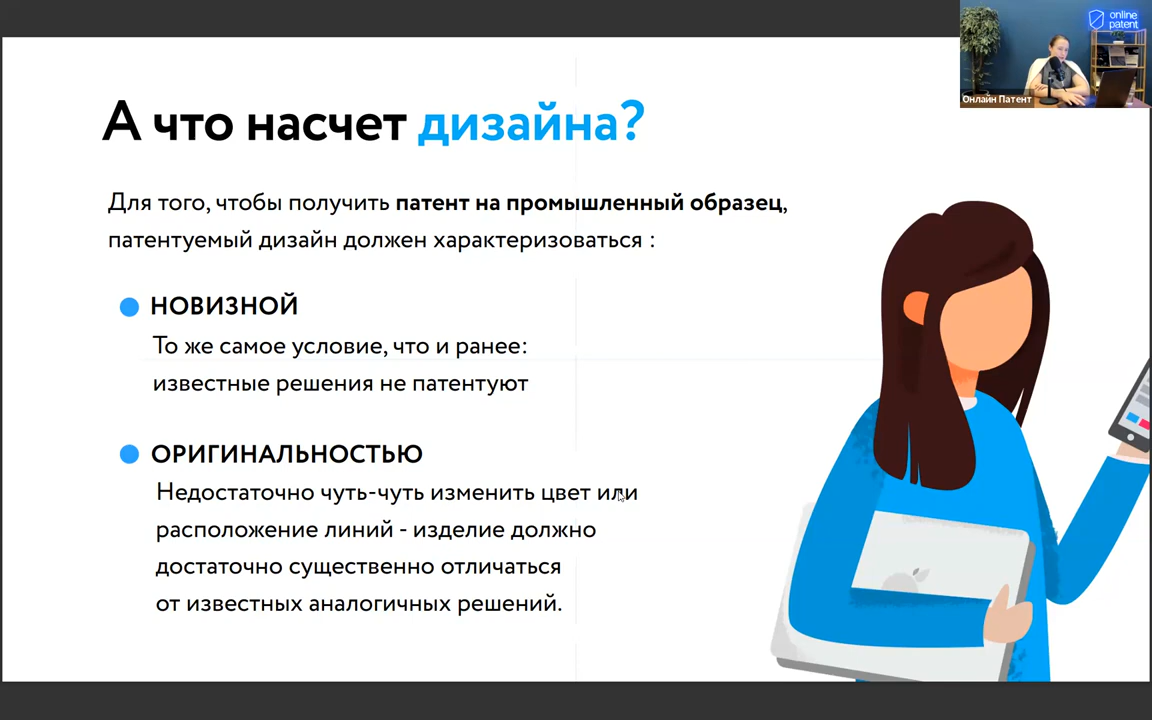 online
patent
Онлайн Патент
А что насчет дизайна?
Для того, чтобы получить патент на промышленный образец,
патентуемый дизайн должен характеризоваться :
НОВИЗНОЙ
То же самое условие, что и ранее:
известные решения не патентуют
ОРИГИНАЛЬНОСТЬЮ
Недостаточно чуть-чуть изменить цвет или
расположение линий - изделие должно
достаточно существенно отличаться
от известных аналогичных решений.